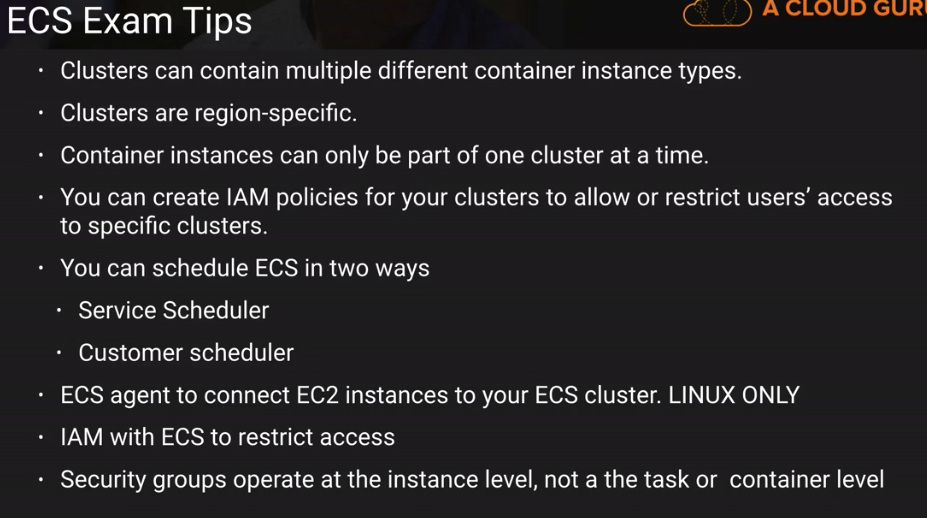 ECS Exam Tips
A CLOUD GURU
· Clusters can contain multiple different container instance types.
· Clusters are region-specific.
· Container instances can only be part of one cluster at a time.
· You can create IAM policies for your clusters to allow or restrict users’ access
to specific clusters.
· You can schedule ECS in two ways
· Service Scheduler
· Customer scheduler
· ECS agent to connect EC2 instances to your ECS cluster. LINUX ONLY
· IAM with ECS to restrict access
· Security groups operate at the instance level, not a the task or container level